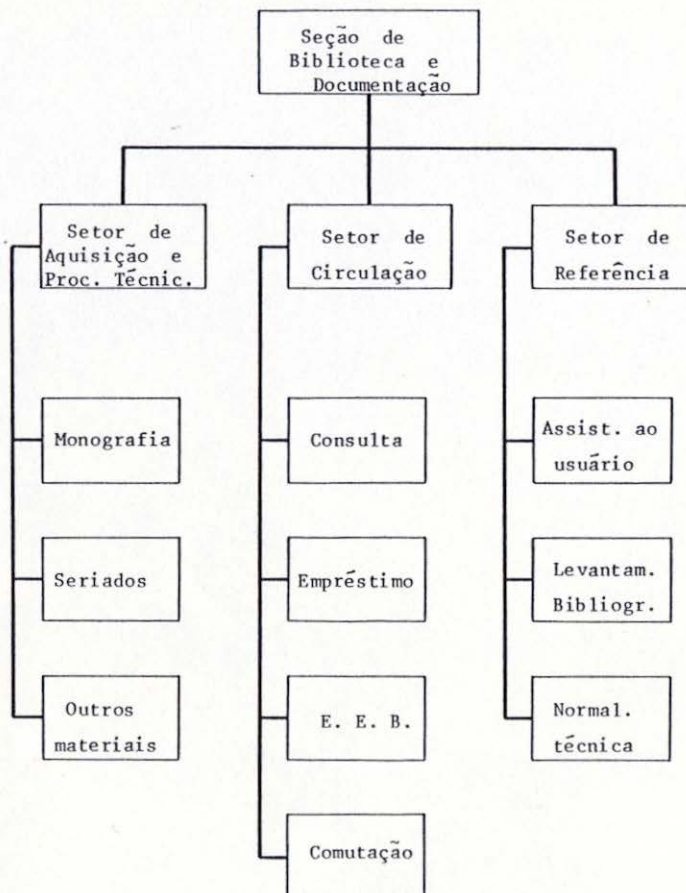 Seção de
Biblioteca e
Documentação
Setor de
Aquisição e
Proc. Técnic.
Setor de
Circulação
Setor de
Referência
Monografia
Consulta
Assist. ao
usuário
Seriados
Empréstimo
Levantam.
Bibliogr.
Outros
materiais
E. E. B.
Normal.
técnica
Comutação